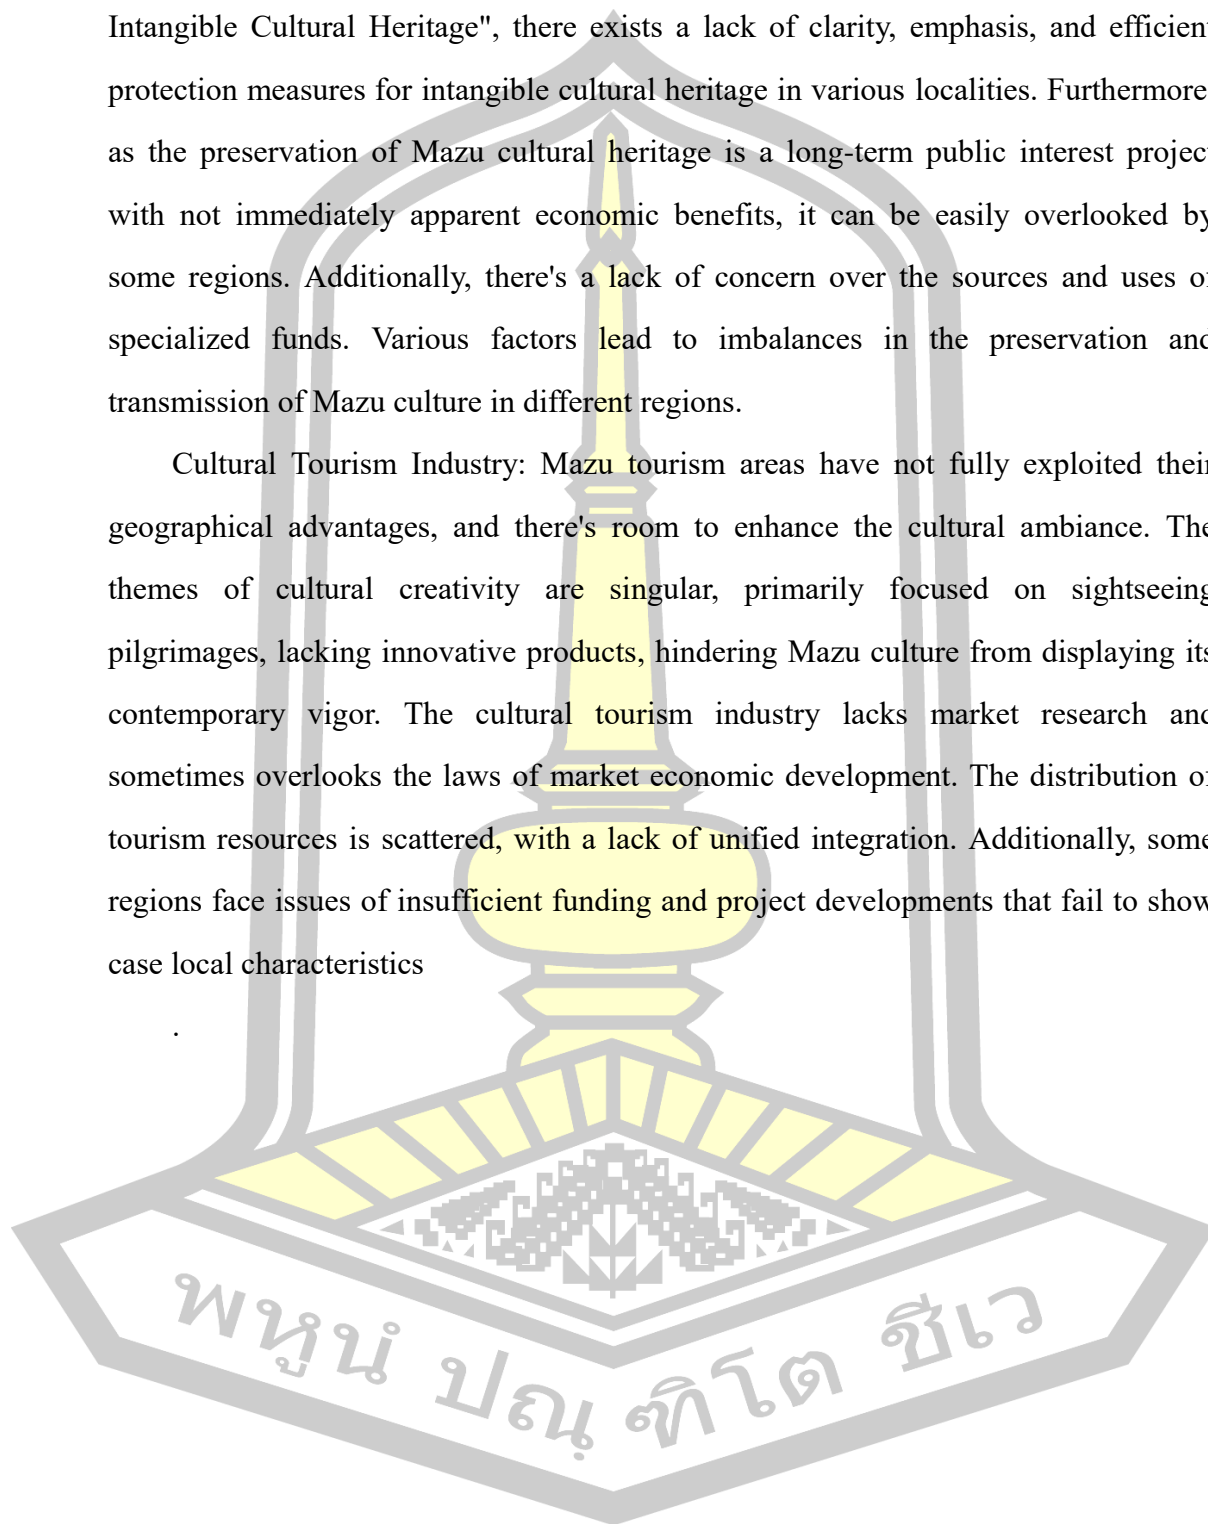 Intangible Cultural Heritage", there exists a lack of clarity, emphasis, and efficient
protection measures for intangible cultural heritage in various localities. Furthermore,
as the preservation of Mazu cultural heritage is a long-term public interest project
with not immediately apparent economic benefits, it can be easily overlooked by
some regions. Additionally, there's a lack of concern over the sources and uses of
specialized funds. Various factors lead to imbalances in the preservation and
transmission of Mazu culture in different regions.
Cultural Tourism Industry: Mazu tourism areas have not fully exploited their
geographical advantages, and there's room to enhance the cultural ambiance. The
themes of cultural creativity are singular, primarily focused on sightseeing
pilgrimages, lacking innovative products, hindering Mazu culture from displaying its
contemporary vigor. The cultural tourism industry lacks market research and
sometimes overlooks the laws of market economic development. The distribution of
tourism resources is scattered, with a lack of unified integration. Additionally, some
regions face issues of insufficient funding and project developments that fail to show
case local characteristics
.
พหูนํ ปณฺฑิโต ชีเว